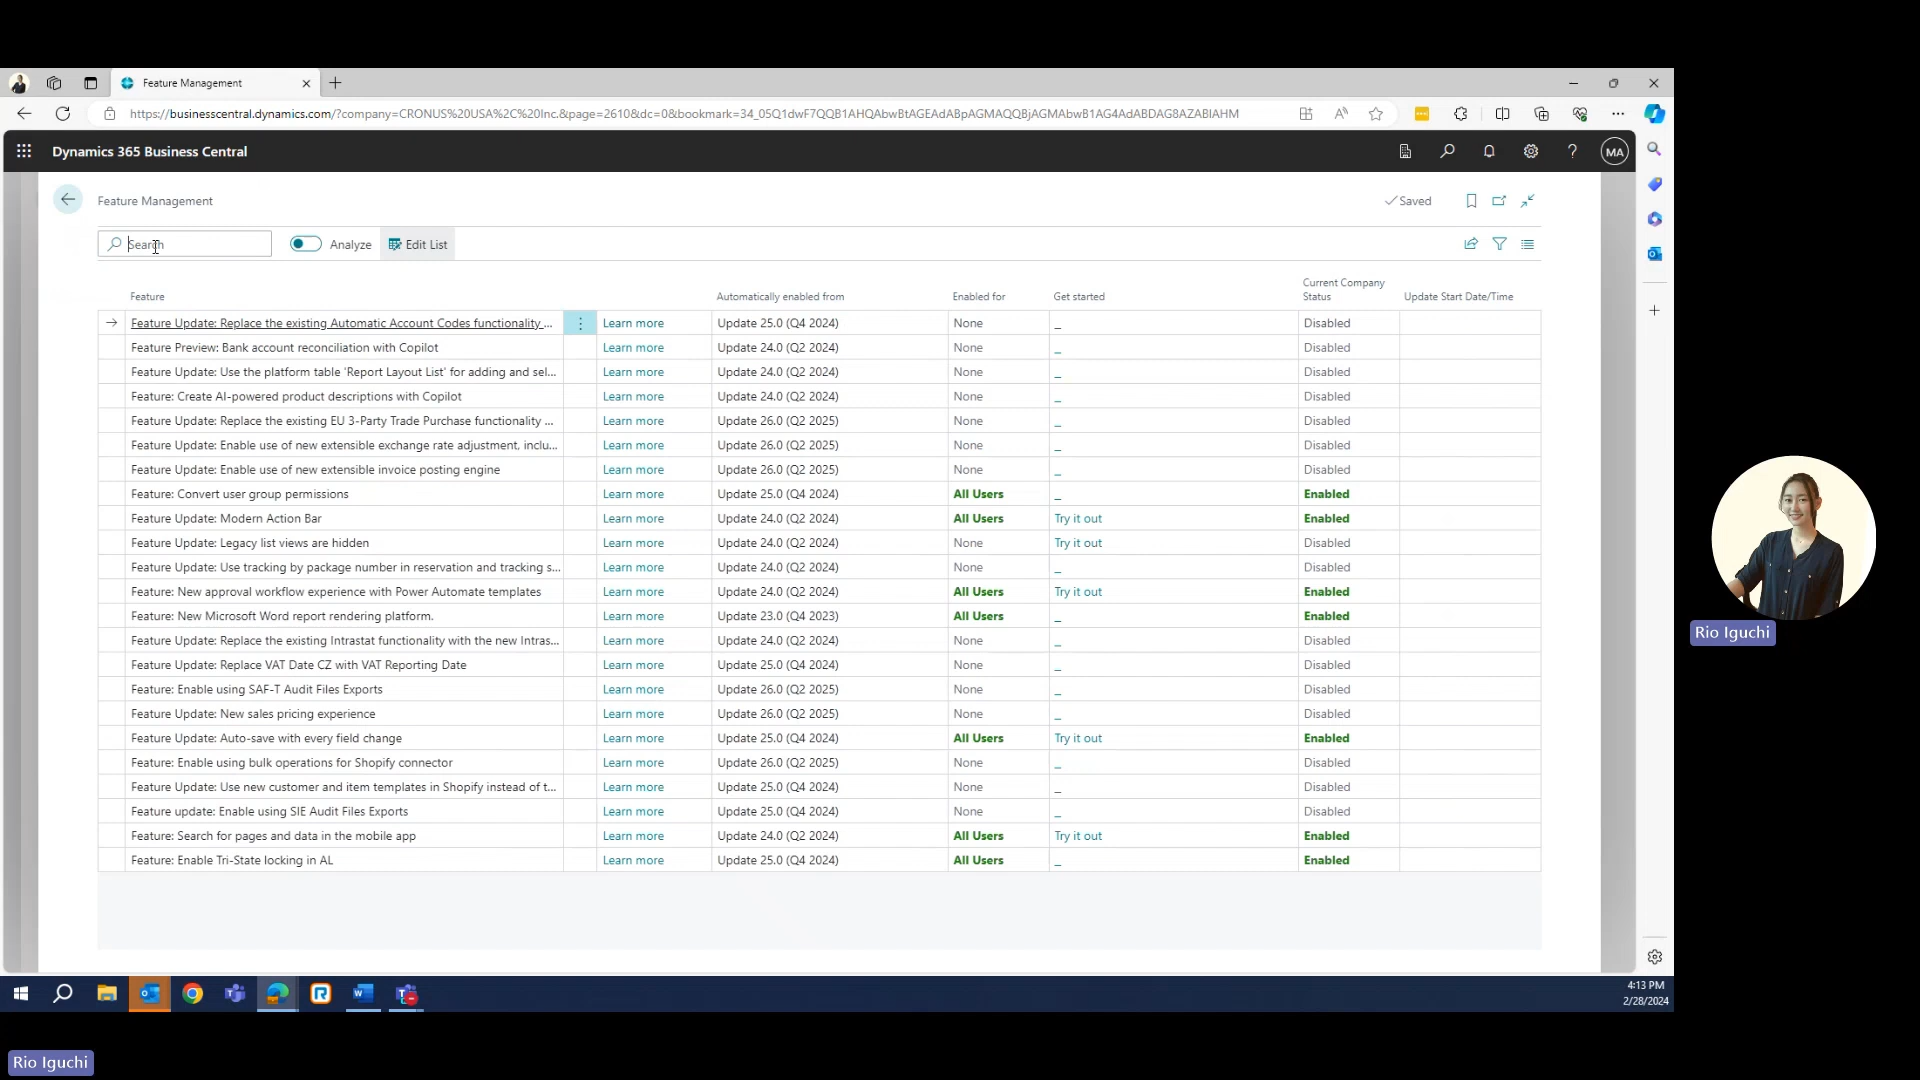 Feature Management
https://businesscentral.dynamics.com/?company=CRONUS%20USA%2C%20Inc.&page=2610&dc=0&bookmark=34_05Q1dwF7QQB1AHQAbwBtAGEAdABpAGMAQQBjAGMAbwB1AG4AdABDAG8AZABlAHM
Dynamics 365 Business Central
MA
Feature Management
Saved
Search
Analyze
Edit List
Feature Automatically enabled from Enabled for Get started Current Company Status Update Start Date/Time
Feature Update: Replace the existing Automatic Account Codes functionality ... Learn more Update 25.0 (Q4 2024) None _ Disabled
Feature Preview: Bank account reconciliation with Copilot Learn more Update 24.0 (Q2 2024) None _ Disabled
Feature Update: Use the platform table 'Report Layout List' for adding and sel... Learn more Update 24.0 (Q2 2024) None _ Disabled
Feature: Create AI-powered product descriptions with Copilot Learn more Update 24.0 (Q2 2024) None _ Disabled
Feature Update: Replace the existing EU 3-Party Trade Purchase functionality ... Learn more Update 26.0 (Q2 2025) None _ Disabled
Feature Update: Enable use of new extensible exchange rate adjustment, inclu... Learn more Update 26.0 (Q2 2025) None _ Disabled
Feature Update: Enable use of new extensible invoice posting engine Learn more Update 26.0 (Q2 2025) None _ Disabled
Feature: Convert user group permissions Learn more Update 25.0 (Q4 2024) All Users _ Enabled
Feature Update: Modern Action Bar Learn more Update 24.0 (Q2 2024) All Users Try it out Enabled
Feature Update: Legacy list views are hidden Learn more Update 24.0 (Q2 2024) None Try it out Disabled
Feature Update: Use tracking by package number in reservation and tracking s... Learn more Update 24.0 (Q2 2024) None _ Disabled
Feature: New approval workflow experience with Power Automate templates Learn more Update 24.0 (Q2 2024) All Users Try it out Enabled
Feature: New Microsoft Word report rendering platform. Learn more Update 23.0 (Q4 2023) All Users _ Enabled
Feature Update: Replace the existing Intrastat functionality with the new Intras... Learn more Update 24.0 (Q2 2024) None _ Disabled
Feature Update: Replace VAT Date CZ with VAT Reporting Date Learn more Update 25.0 (Q4 2024) None _ Disabled
Feature: Enable using SAF-T Audit Files Exports Learn more Update 26.0 (Q2 2025) None _ Disabled
Feature Update: New sales pricing experience Learn more Update 26.0 (Q2 2025) None _ Disabled
Feature Update: Auto-save with every field change Learn more Update 25.0 (Q4 2024) All Users Try it out Enabled
Feature: Enable using bulk operations for Shopify connector Learn more Update 26.0 (Q2 2025) None _ Disabled
Feature Update: Use new customer and item templates in Shopify instead of t... Learn more Update 25.0 (Q4 2024) None _ Disabled
Feature update: Enable using SIE Audit Files Exports Learn more Update 25.0 (Q4 2024) None _ Disabled
Feature: Search for pages and data in the mobile app Learn more Update 24.0 (Q2 2024) All Users Try it out Enabled
Feature: Enable Tri-State locking in AL Learn more Update 25.0 (Q4 2024) All Users _ Enabled
Rio Iguchi
4:13 PM
2/28/2024
Rio Iguchi